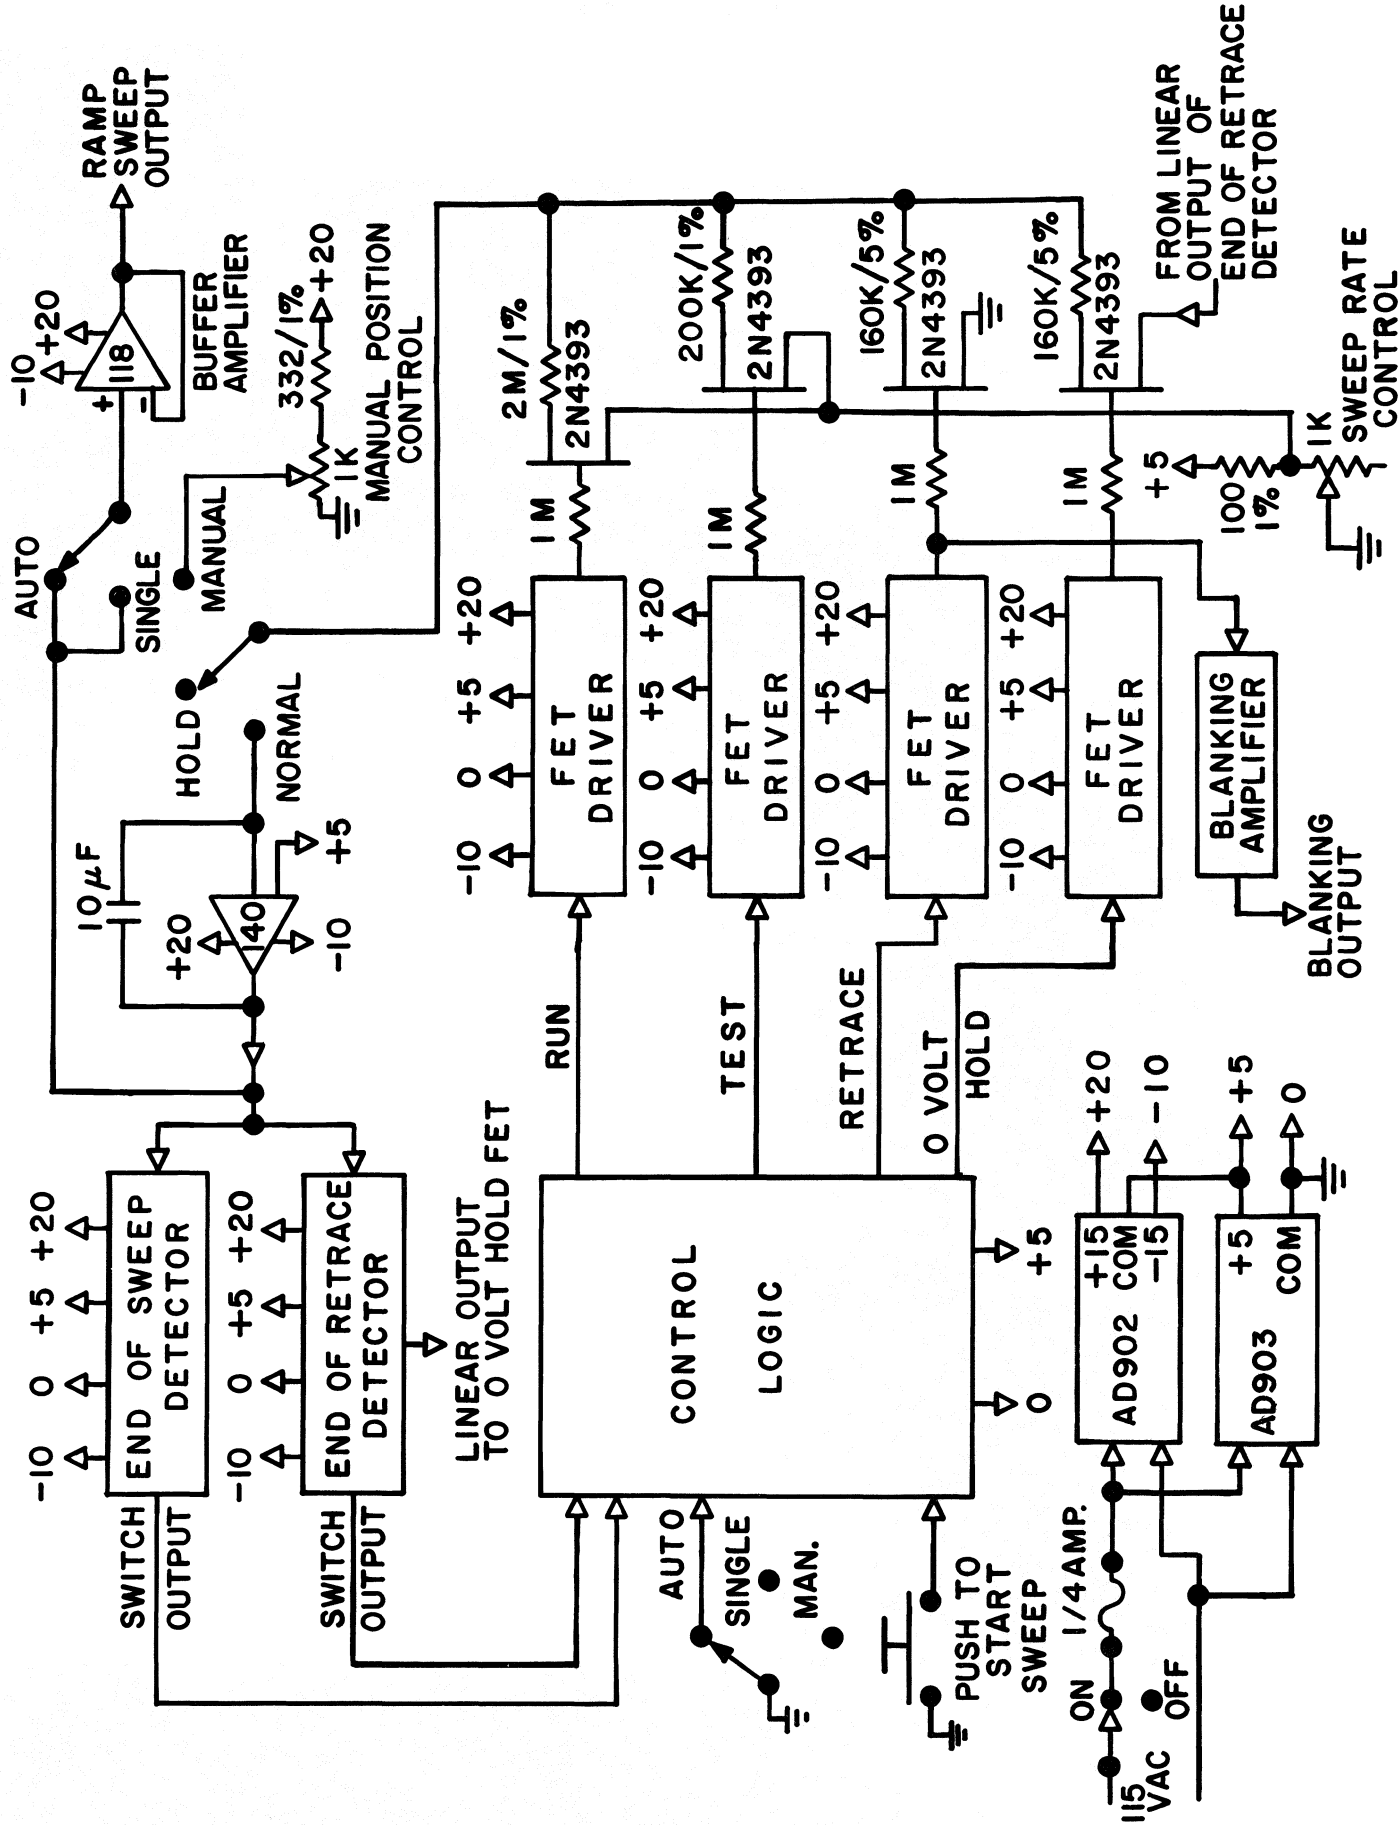 SWITCH
OUTPUT
-10
0
+5
+20
END OF SWEEP
DETECTOR
SWITCH
OUTPUT
-10
0
+5
+20
END OF RETRACE
DETECTOR
LINEAR OUTPUT
TO 0 VOLT HOLD FET
10 µF
+20
140
-10
+5
HOLD
NORMAL
AUTO
SINGLE
MANUAL
-10
+20
118
+
-
BUFFER
AMPLIFIER
RAMP
SWEEP
OUTPUT
332/1%
+20
1K
MANUAL POSITION
CONTROL
AUTO
SINGLE
MAN.
PUSH TO
START
SWEEP
CONTROL
LOGIC
0
+5
RUN
TEST
RETRACE
0 VOLT
HOLD
-10
0
+5
+20
FET
DRIVER
1M
2M/1%
2N4393
-10
0
+5
+20
FET
DRIVER
1M
200K/1%
2N4393
-10
0
+5
+20
FET
DRIVER
1M
160K/5%
2N4393
-10
0
+5
+20
FET
DRIVER
1M
160K/5%
2N4393
FROM LINEAR
OUTPUT OF
END OF RETRACE
DETECTOR
BLANKING
AMPLIFIER
BLANKING
OUTPUT
+5
100
1%
1K
SWEEP RATE
CONTROL
115
VAC
ON
OFF
1/4AMP.
AD902
+15
COM
-15
+20
-10
AD903
+5
COM
+5
0